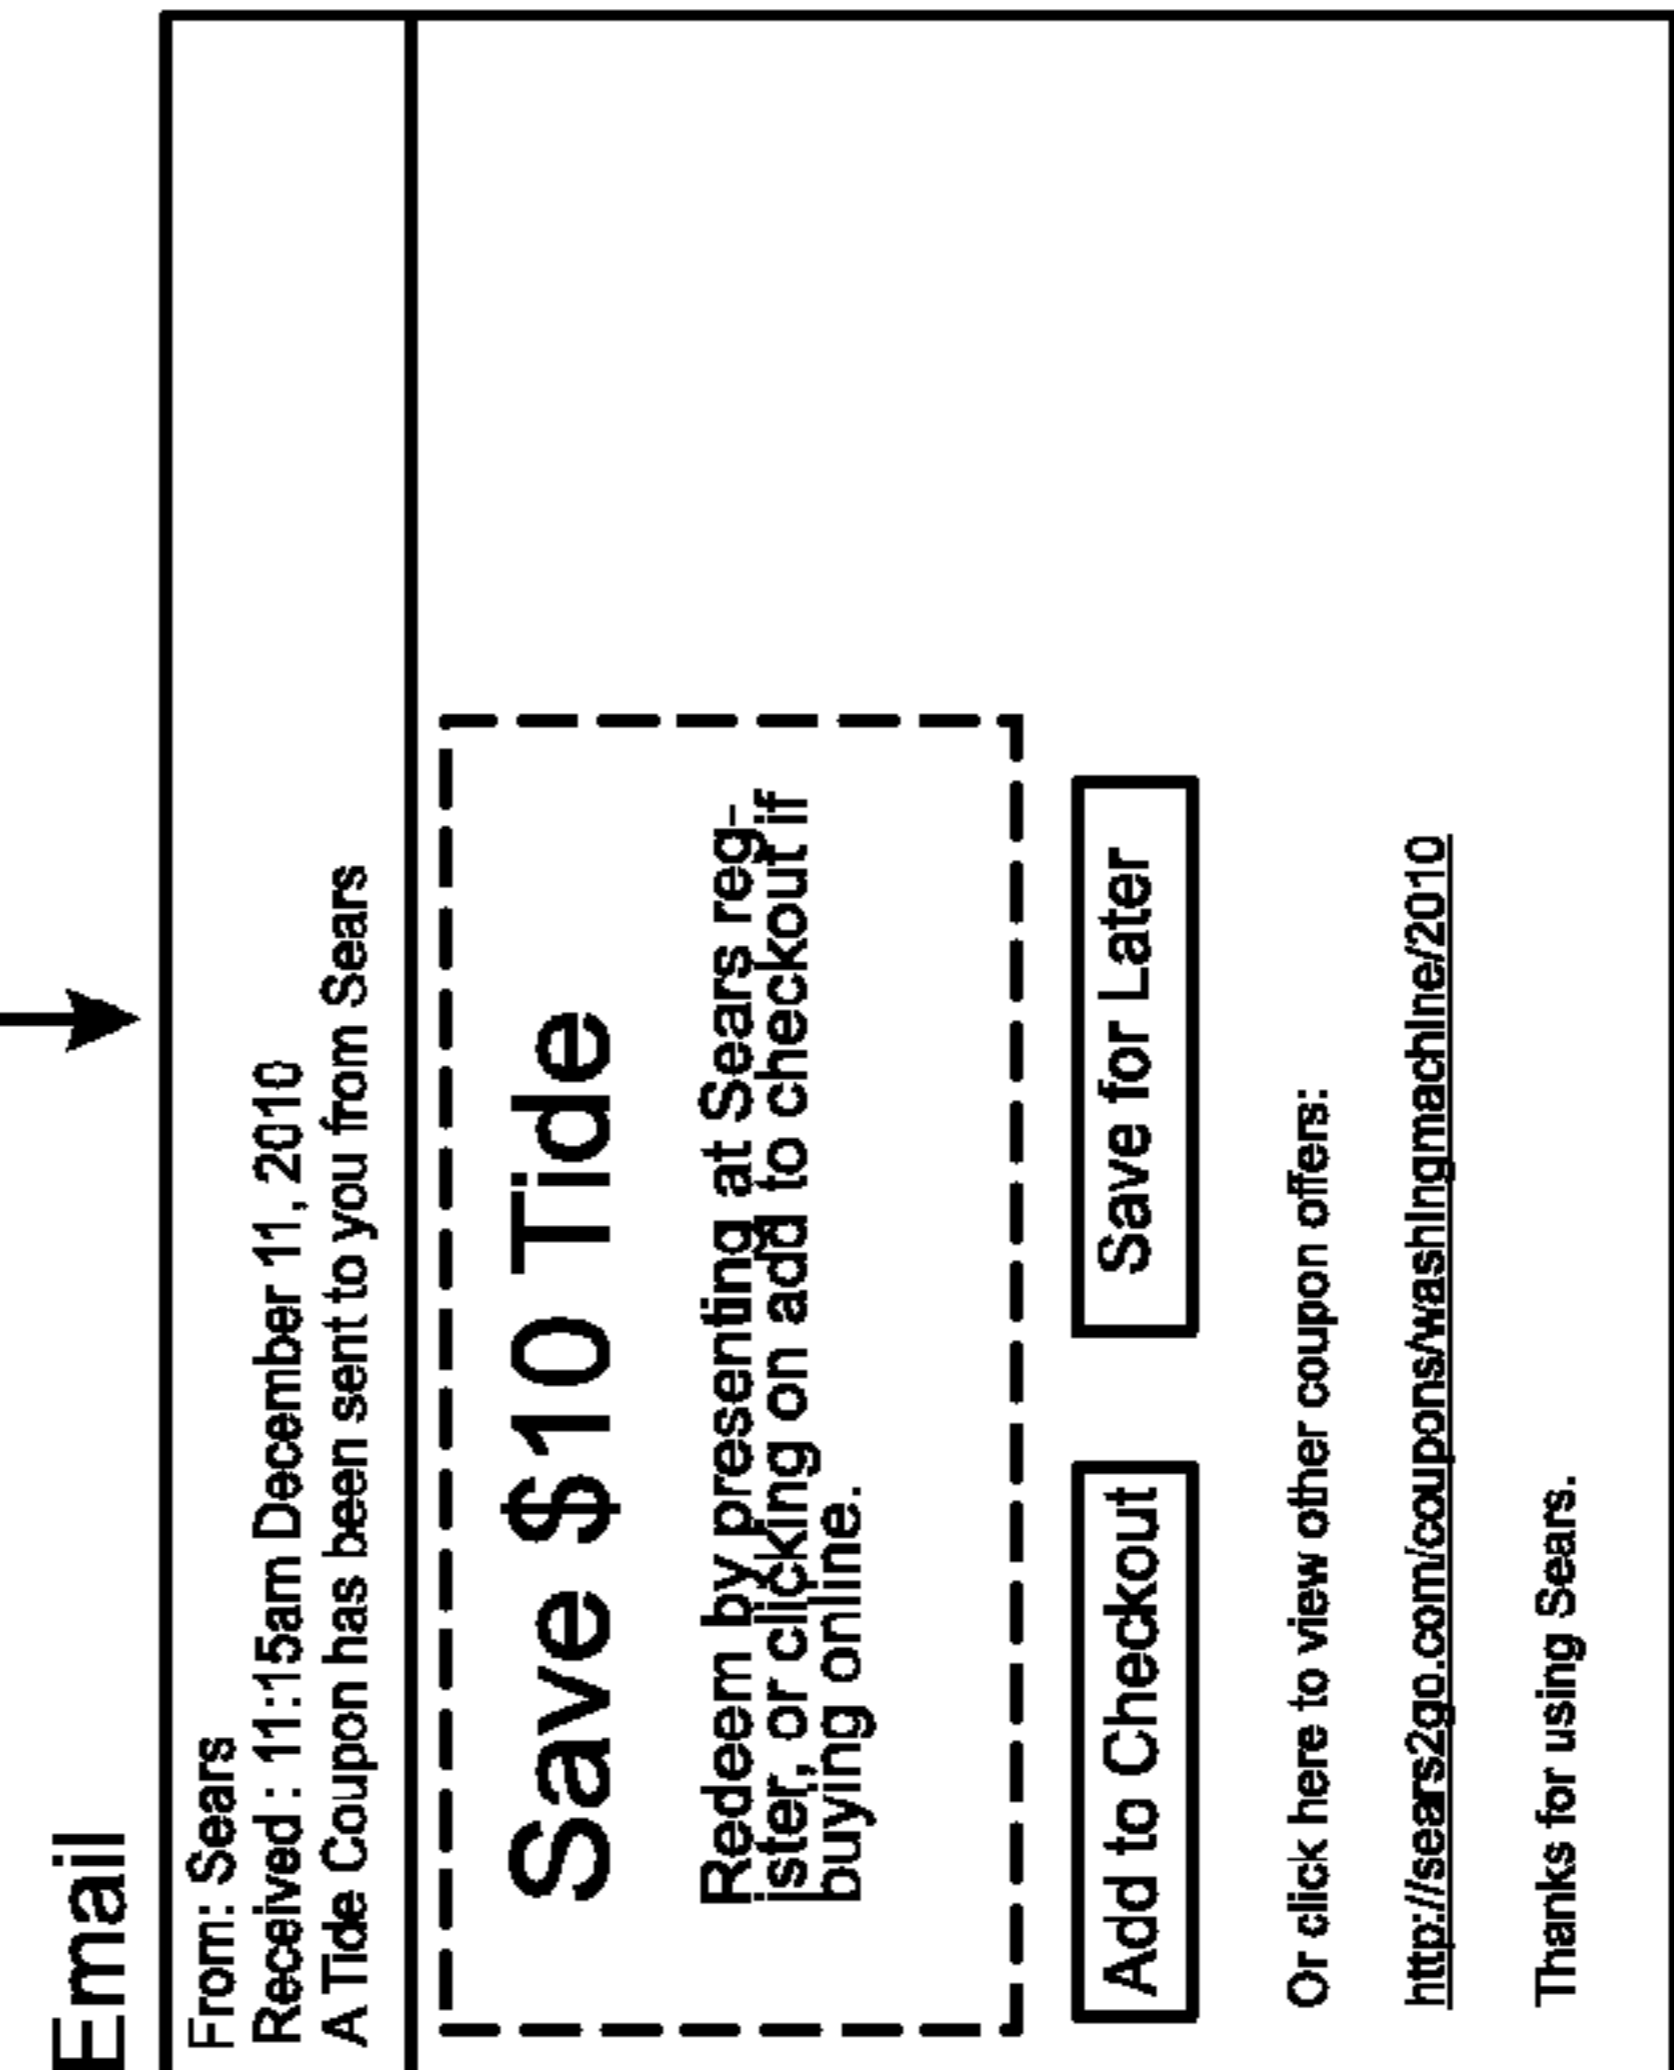 Email
From: Sears
Received : 11:15am December 11, 2010
A Tide Coupon has been sent to you from Sears
Save $10 Tide
Redeem by presenting at Sears reg-
ister, or clicking on add to checkout if
buying online.
Add to Checkout
Save for Later
Or click here to view other coupon offers:
http://sears2go.com/coupons/washingmachine/2010
Thanks for using Sears.